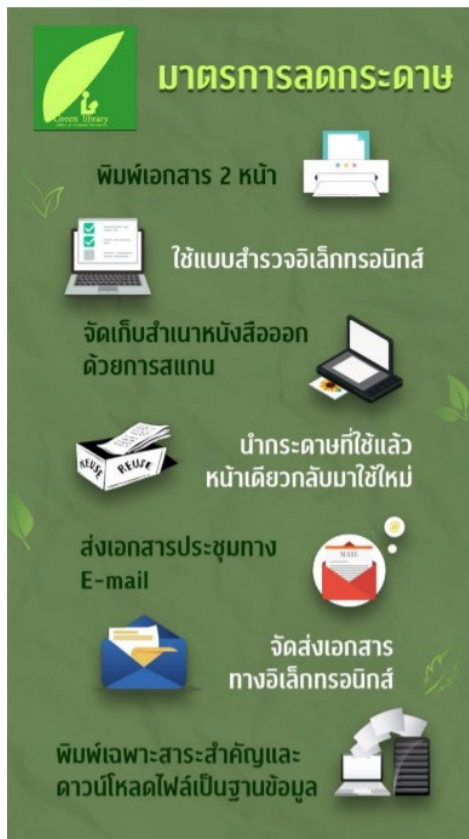 Green library
มาตรการลดกระดาษ
พิมพ์เอกสาร 2 หน้า
ใช้แบบสำรวจอิเล็กทรอนิกส์
จัดเก็บสำเนาหนังสือออก
ด้วยการสแกน
REUSE REUSE
นำกระดาษที่ใช้แล้ว
หน้าเดียวกลับมาใช้ใหม่
ส่งเอกสารประชุมทาง
E-mail
MAIL
จัดส่งเอกสาร
ทางอิเล็กทรอนิกส์
พิมพ์เฉพาะสาระสำคัญและ
ดาวน์โหลดไฟล์เป็นฐานข้อมูล